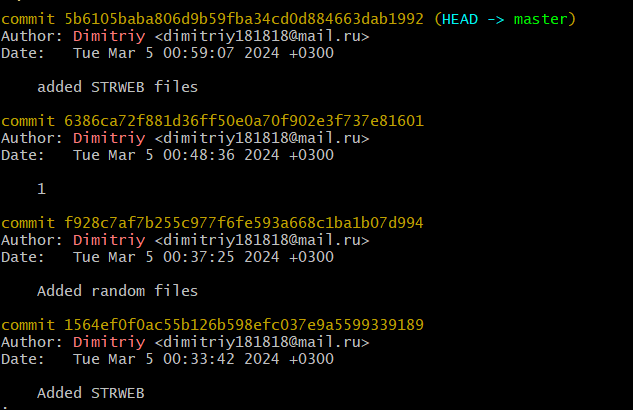 commit 5b6105baba806d9b59fba34cd0d884663dab1992 (HEAD -> master)
Author: Dimitriy <dimitriy181818@mail.ru>
Date:   Tue Mar 5 00:59:07 2024 +0300
    added STRWEB files
commit 6386ca72f881d36ff50e0a70f902e3f737e81601
Author: Dimitriy <dimitriy181818@mail.ru>
Date:   Tue Mar 5 00:48:36 2024 +0300
    1
commit f928c7af7b255c977f6fe593a668c1ba1b07d994
Author: Dimitriy <dimitriy181818@mail.ru>
Date:   Tue Mar 5 00:37:25 2024 +0300
    Added random files
commit 1564ef0f0ac55b126b598efc037e9a5599339189
Author: Dimitriy <dimitriy181818@mail.ru>
Date:   Tue Mar 5 00:33:42 2024 +0300
    Added STRWEB